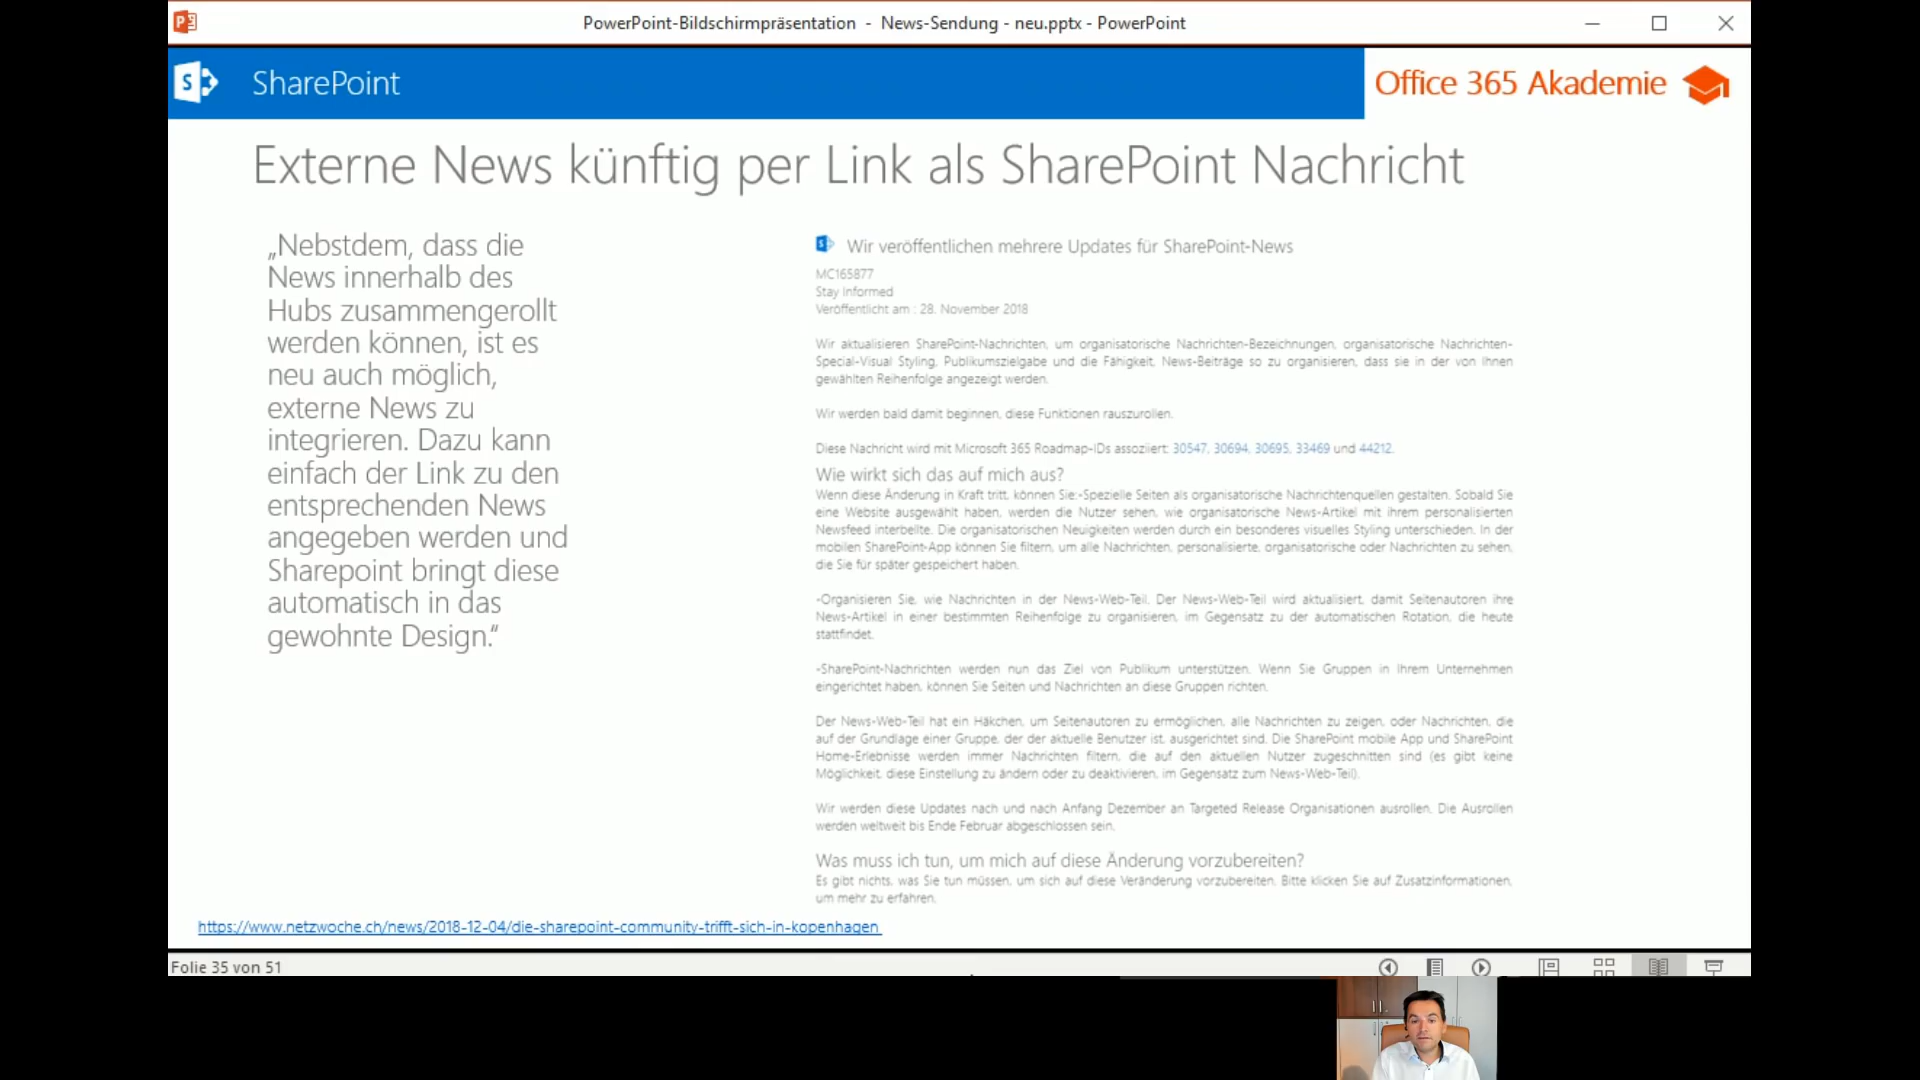 PowerPoint-Bildschirmpräsentation - News-Sendung - neu.pptx - PowerPoint
SharePoint
Office 365 Akademie
Externe News künftig per Link als SharePoint Nachricht
„Nebstdem, dass die
News innerhalb des
Hubs zusammengerollt
werden können, ist es
neu auch möglich,
externe News zu
integrieren. Dazu kann
einfach der Link zu den
entsprechenden News
angegeben werden und
Sharepoint bringt diese
automatisch in das
gewohnte Design.“
Wir veröffentlichen mehrere Updates für SharePoint-News
MC165877
Stay Informed
Veröffentlicht am : 28. November 2018
Wir aktualisieren SharePoint-Nachrichten, um organisatorische Nachrichten-Bezeichnungen, organisatorische Nachrichten-
Special-Visual Styling, Publikumszielgabe und die Fähigkeit, News-Beiträge so zu organisieren, dass sie in der von Ihnen
gewählten Reihenfolge angezeigt werden.
Wir werden bald damit beginnen, diese Funktionen rauszurollen.
Diese Nachricht wird mit Microsoft 365 Roadmap-IDs assoziiert: 30547, 30694, 30695, 33469 und 44212.
Wie wirkt sich das auf mich aus?
Wenn diese Änderung in Kraft tritt, können Sie:-Spezielle Seiten als organisatorische Nachrichtenquellen gestalten. Sobald Sie
eine Website ausgewählt haben, werden die Nutzer sehen, wie organisatorische News-Artikel mit ihrem personalisierten
Newsfeed interbellte. Die organisatorischen Neuigkeiten werden durch ein besonderes visuelles Styling unterschieden. In der
mobilen SharePoint-App können Sie filtern, um alle Nachrichten, personalisierte, organisatorische oder Nachrichten zu sehen,
die Sie für später gespeichert haben.
-Organisieren Sie, wie Nachrichten in der News-Web-Teil. Der News-Web-Teil wird aktualisiert, damit Seitenautoren ihre
News-Artikel in einer bestimmten Reihenfolge zu organisieren, im Gegensatz zu der automatischen Rotation, die heute
stattfindet.
-SharePoint-Nachrichten werden nun das Ziel von Publikum unterstützen. Wenn Sie Gruppen in Ihrem Unternehmen
eingerichtet haben, können Sie Seiten und Nachrichten an diese Gruppen richten.
Der News-Web-Teil hat ein Häkchen, um Seitenautoren zu ermöglichen, alle Nachrichten zu zeigen, oder Nachrichten, die
auf der Grundlage einer Gruppe, der der aktuelle Benutzer ist, ausgerichtet sind. Die SharePoint mobile App und SharePoint
Home-Erlebnisse werden immer Nachrichten filtern, die auf den aktuellen Nutzer zugeschnitten sind (es gibt keine
Möglichkeit, diese Einstellung zu ändern oder zu deaktivieren, im Gegensatz zum News-Web-Teil).
Wir werden diese Updates nach und nach Anfang Dezember an Targeted Release Organisationen ausrollen. Die Ausrollen
werden weltweit bis Ende Februar abgeschlossen sein.
Was muss ich tun, um mich auf diese Änderung vorzubereiten?
Es gibt nichts, was Sie tun müssen, um sich auf diese Veränderung vorzubereiten. Bitte klicken Sie auf Zusatzinformationen,
um mehr zu erfahren.
https://www.netzwoche.ch/news/2018-12-04/die-sharepoint-community-trifft-sich-in-kopenhagen
Folie 35 von 51